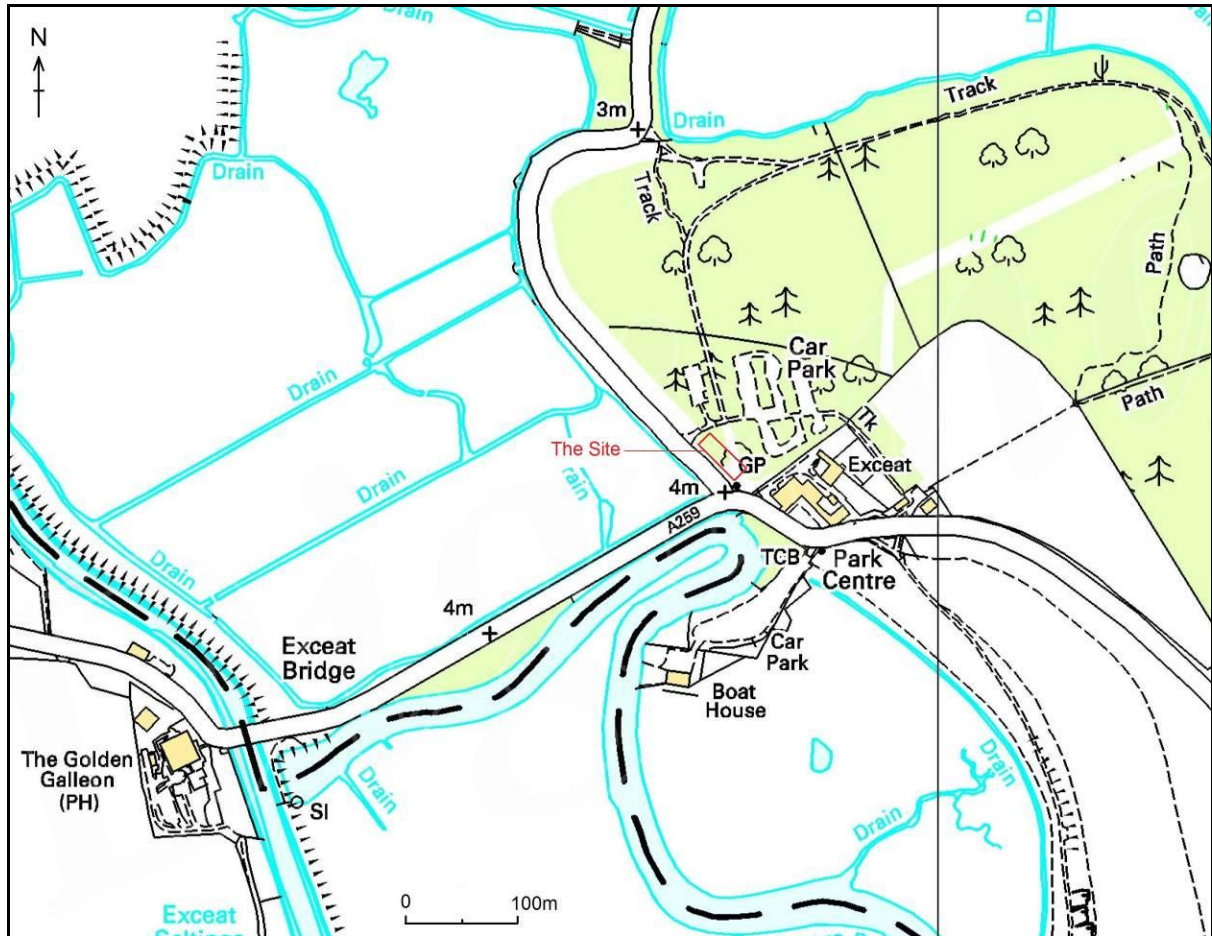 Drain
D
N
3m
Drain
Track
Drain
Track
Path
Car
Park
Drain
Path
Tk
The Site
GP
Exceat
4m
Drain
rain
A259
TCB
Park
Centre
Drain
4m
Exceat
Bridge
Car
Park
Boat
House
The Golden
Galleon
(PH)
Drain
Drain
SI
Drain
0
100m
Exceat